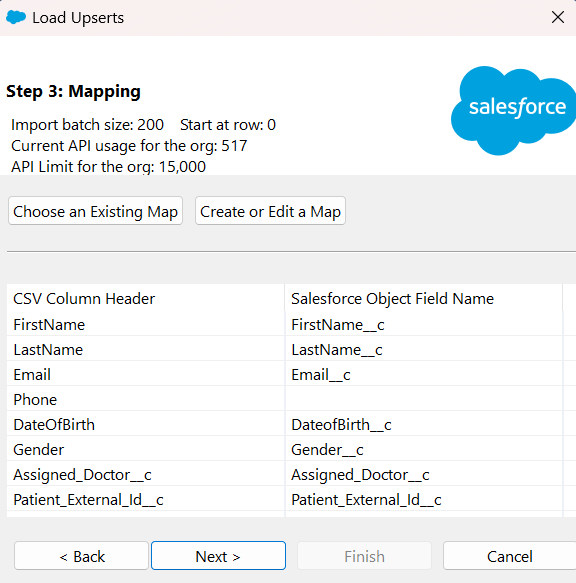 Load Upserts
Step 3: Mapping
salesforce
Import batch size: 200 Start at row: 0
Current API usage for the org: 517
API Limit for the org: 15,000
Choose an Existing Map Create or Edit a Map
CSV Column Header Salesforce Object Field Name
FirstName FirstName__c
LastName LastName__c
Email Email__c
Phone
DateOfBirth DateofBirth__c
Gender Gender__c
Assigned_Doctor__c Assigned_Doctor__c
Patient_External_Id__c Patient_External_Id__c
< Back Next > Finish Cancel